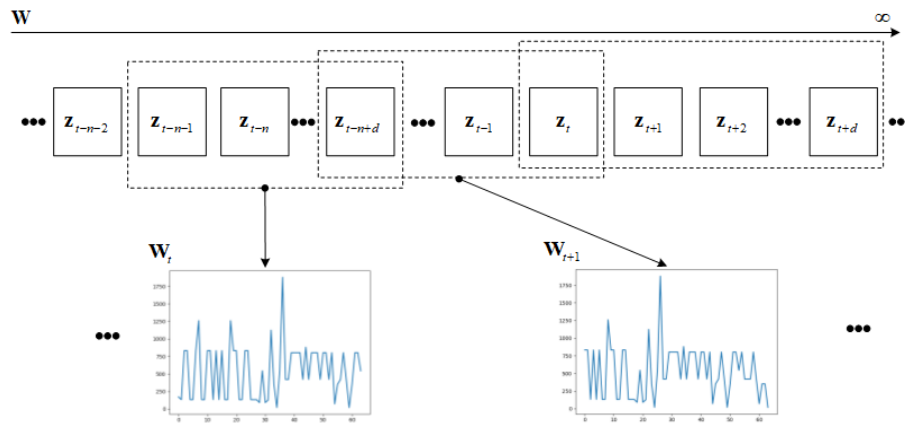 W ∞
••• z_{t-n-2} z_{t-n-1} z_{t-n} ••• z_{t-n+d} ••• z_{t-1} z_t z_{t+1} z_{t+2} ••• z_{t+d} ••
W_t W_{t+1}
1750 1750
1500 1500
1250 1250
1000 1000
••• •••
750 750
500 500
250 250
0 0
0 10 20 30 40 50 60 0 10 20 30 40 50 60